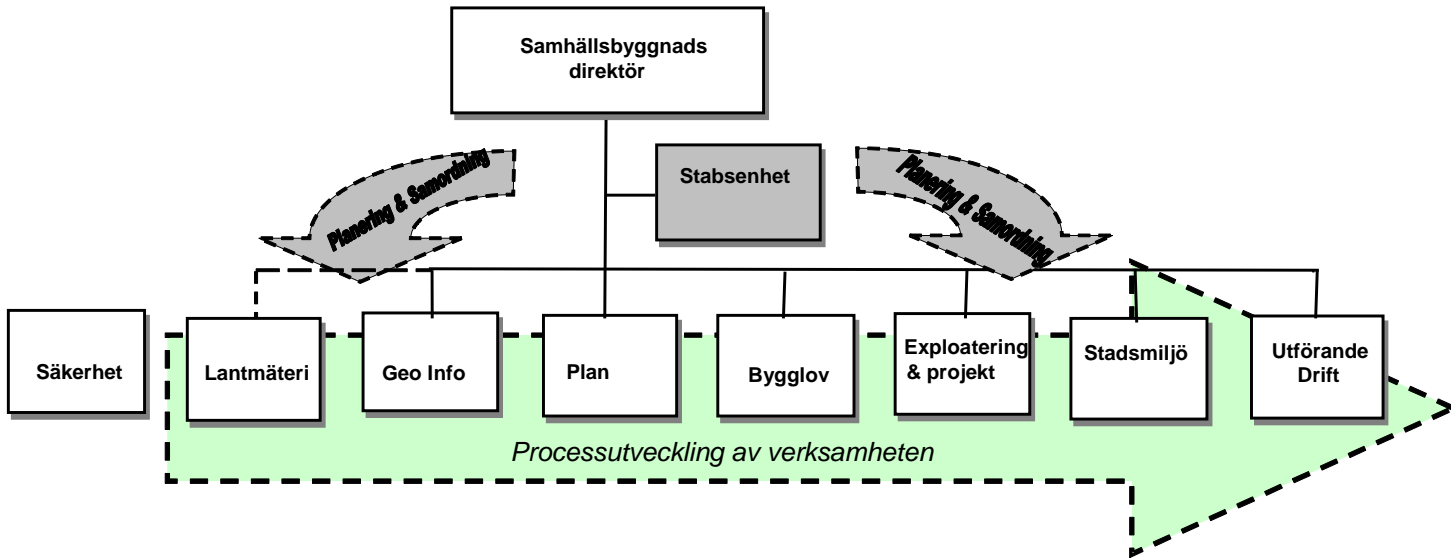 Samhällsbyggnads
direktör
Planering & Samordning
Stabsenhet
Planering & Samordning
Säkerhet
Lantmäteri
Geo Info
Plan
Bygglov
Exploatering
& projekt
Stadsmiljö
Utförande
Drift
Processutveckling av verksamheten